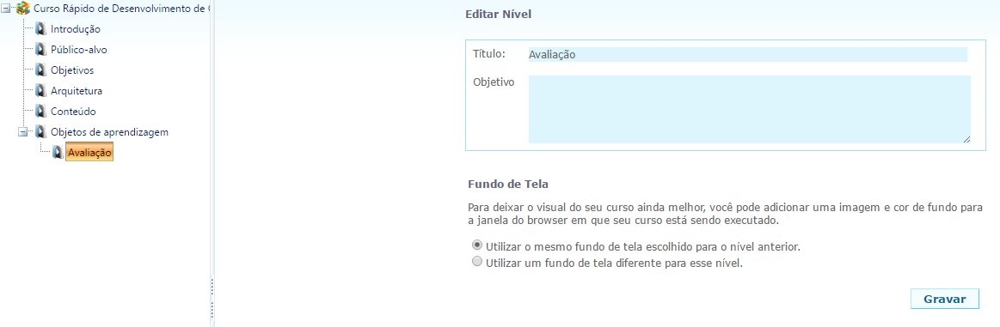 Curso Rápido de Desenvolvimento de
Introdução
Público-alvo
Objetivos
Arquitetura
Conteúdo
Objetos de aprendizagem
Avaliação
Editar Nível
Título: Avaliação
Objetivo
Fundo de Tela
Para deixar o visual do seu curso ainda melhor, você pode adicionar uma imagem e cor de fundo para
a janela do browser em que seu curso está sendo executado.
Utilizar o mesmo fundo de tela escolhido para o nível anterior.
Utilizar um fundo de tela diferente para esse nível.
Gravar